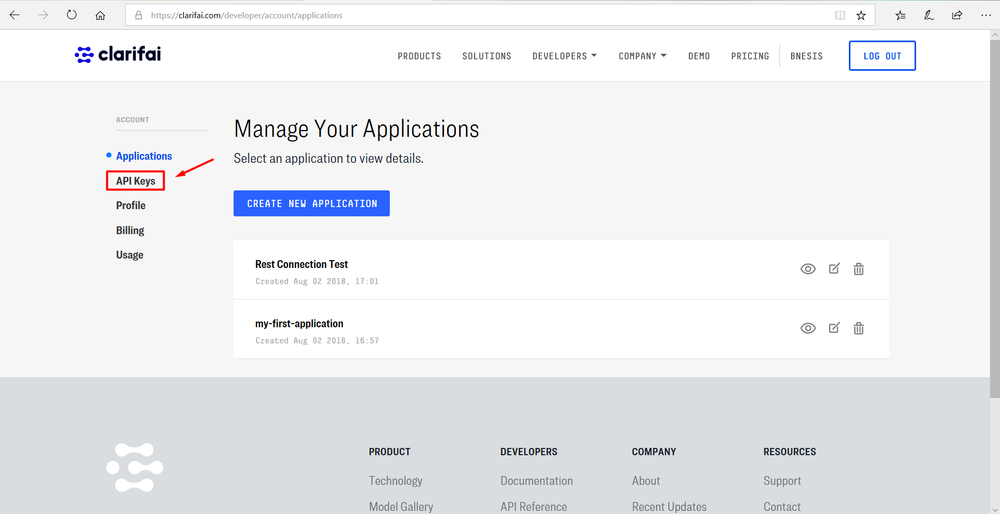 https://clarifai.com/developer/account/applications
clarifai
PRODUCTS SOLUTIONS DEVELOPERS COMPANY DEMO PRICING BNESIS LOG OUT
ACCOUNT
Applications
API Keys
Profile
Billing
Usage
Manage Your Applications
Select an application to view details.
CREATE NEW APPLICATION
Rest Connection Test
Created Aug 02 2018, 17:01
my-first-application
Created Aug 02 2018, 16:57
PRODUCT
Technology
Model Gallery
DEVELOPERS
Documentation
API Reference
COMPANY
About
Recent Updates
RESOURCES
Support
Contact